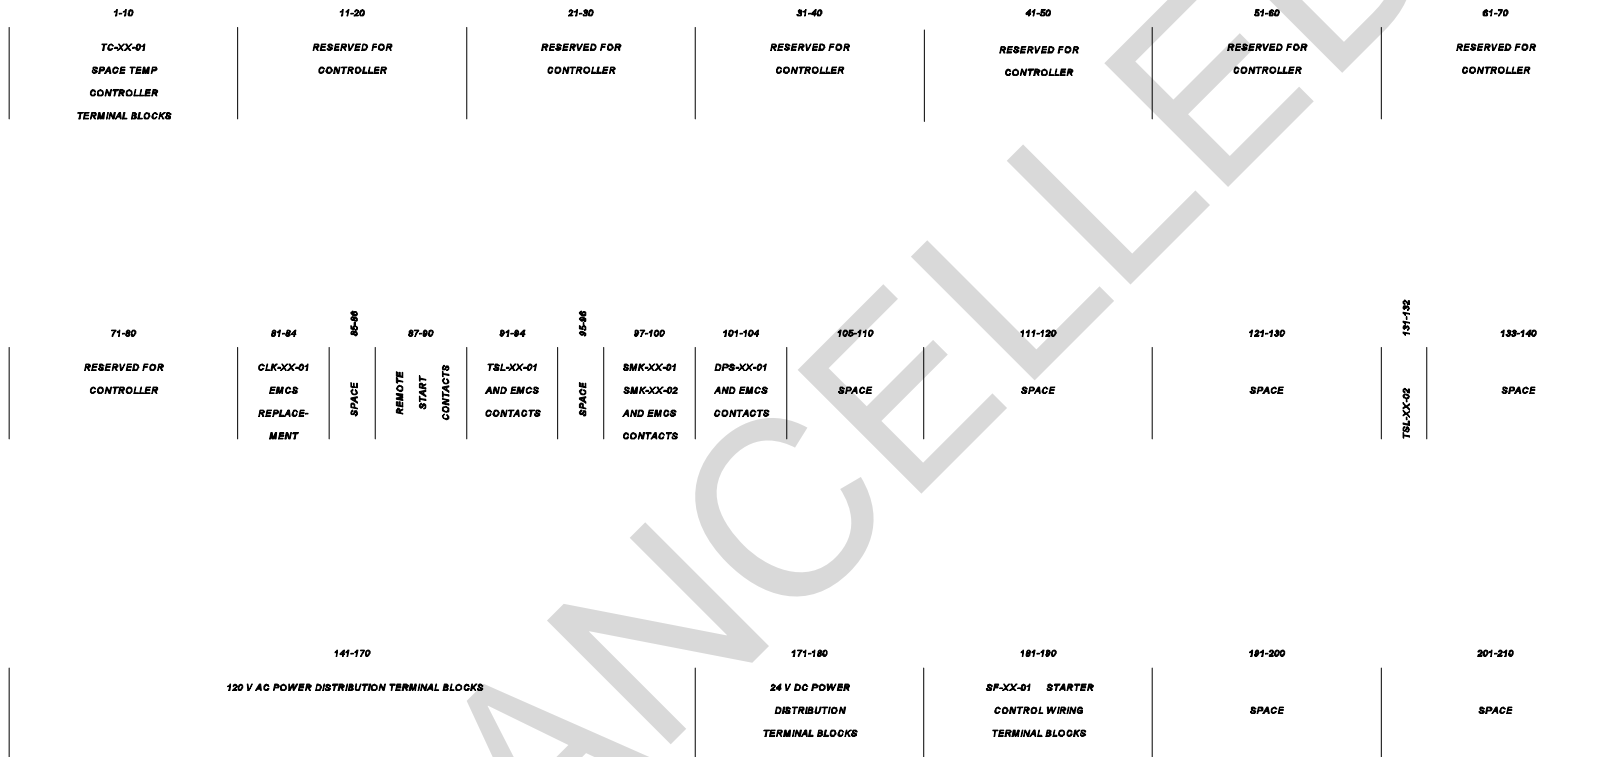 1-10 11-20 21-30 31-40 41-50 51-60 61-70
TC-XX-01
SPACE TEMP
CONTROLLER
TERMINAL BLOCKS
RESERVED FOR
CONTROLLER
RESERVED FOR
CONTROLLER
RESERVED FOR
CONTROLLER
RESERVED FOR
CONTROLLER
RESERVED FOR
CONTROLLER
RESERVED FOR
CONTROLLER
71-80 81-84 85-86 87-90 91-94 95-96 97-100 101-104 105-110 111-120 121-130 131-132 133-140
RESERVED FOR
CONTROLLER
CLK-XX-01
EMCS
REPLACE-
MENT
SPACE
REMOTE
START
CONTACTS
TSL-XX-01
AND EMCS
CONTACTS
SPACE
SMK-XX-01
SMK-XX-02
AND EMCS
CONTACTS
DPS-XX-01
AND EMCS
CONTACTS
SPACE
SPACE
SPACE
TSL-XX-02
SPACE
141-170 171-180 181-190 191-200 201-210
120 V AC POWER DISTRIBUTION TERMINAL BLOCKS
24 V DC POWER
DISTRIBUTION
TERMINAL BLOCKS
SF-XX-01 STARTER
CONTROL WIRING
TERMINAL BLOCKS
SPACE
SPACE
ANCELLED